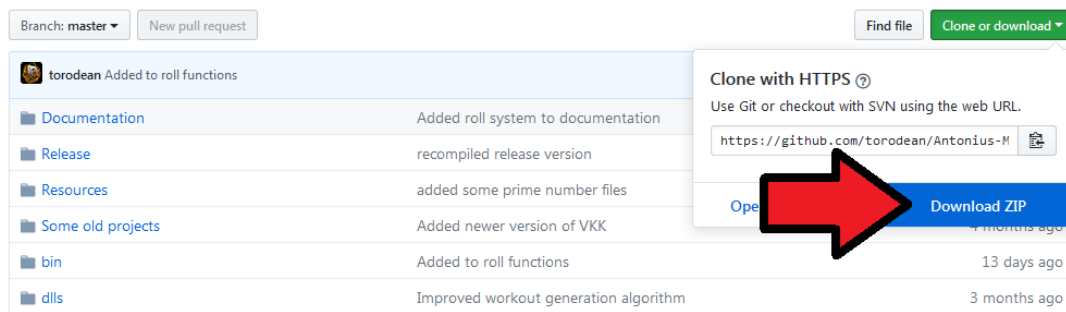 Branch: master New pull request Find file Clone or download
torodean Added to roll functions
Clone with HTTPS
Use Git or checkout with SVN using the web URL.
https://github.com/torodean/Antonius-M
Ope
Download ZIP
Documentation Added roll system to documentation
Release recompiled release version
Resources added some prime number files
Some old projects Added newer version of VKK 4 months ago
bin Added to roll functions 13 days ago
dlls Improved workout generation algorithm 3 months ago